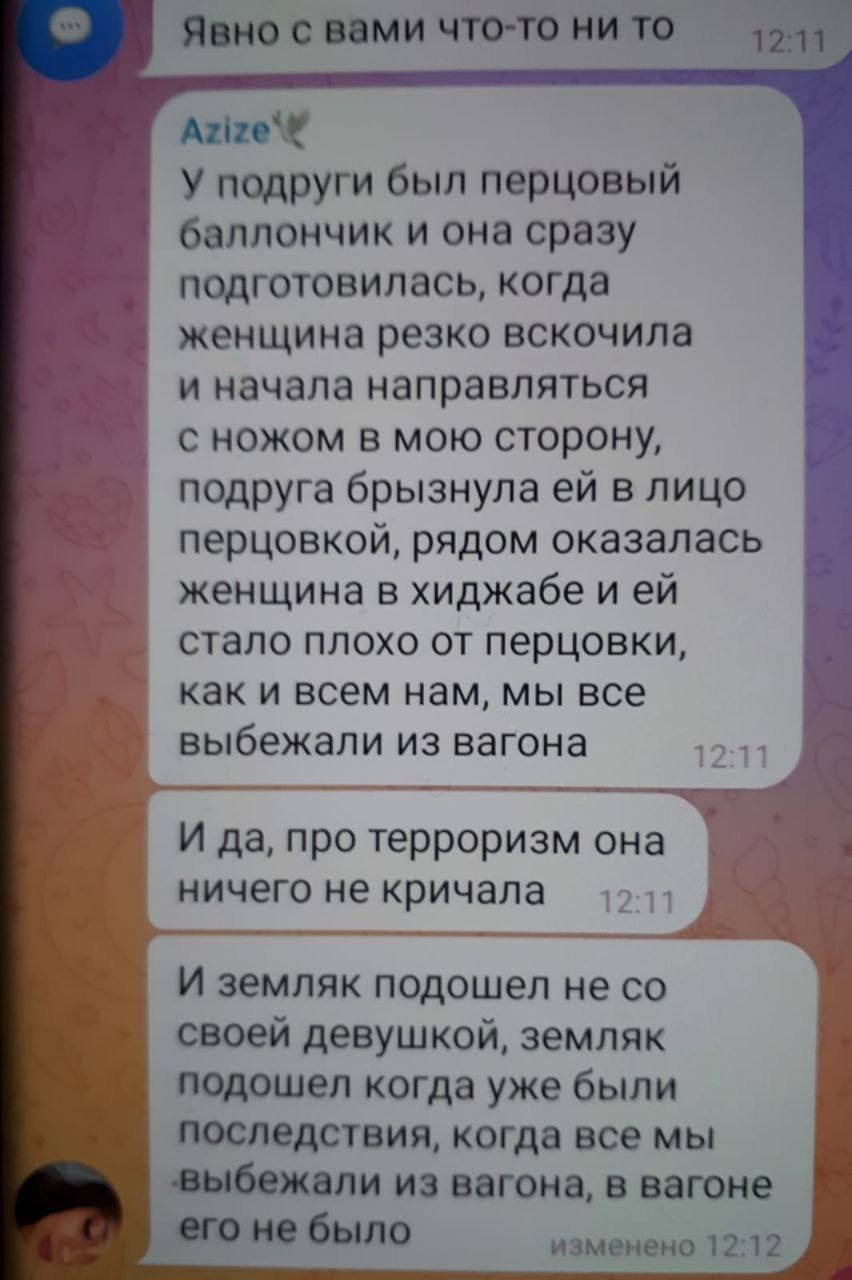 Явно с вами что-то ни то 12:11
Azize🕊
У подруги был перцовый
баллончик и она сразу
подготовилась, когда
женщина резко вскочила
и начала направляться
с ножом в мою сторону,
подруга брызнула ей в лицо
перцовкой, рядом оказалась
женщина в хиджабе и ей
стало плохо от перцовки,
как и всем нам, мы все
выбежали из вагона 12:11
И да, про терроризм она
ничего не кричала 12:11
И земляк подошел не со
своей девушкой, земляк
подошел когда уже были
последствия, когда все мы
выбежали из вагона, в вагоне
его не было изменено 12:12